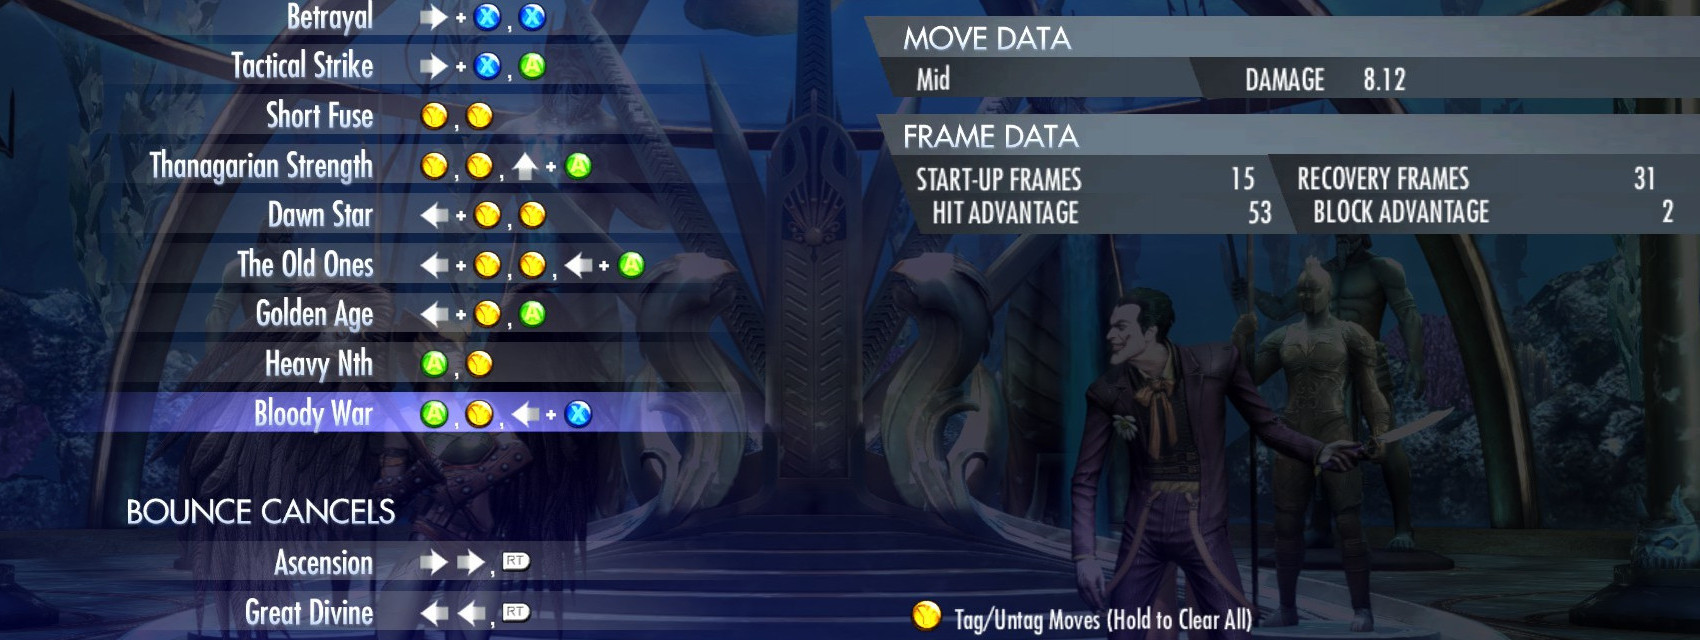 Betrayal + X , X
Tactical Strike + X , A
Short Fuse Y , Y
Thanagarian Strength Y , Y , + A
Dawn Star + Y , Y
The Old Ones + Y , Y , + A
Golden Age + Y , A
Heavy Nth A , Y
Bloody War A , Y , + X
BOUNCE CANCELS
Ascension , RT
Great Divine , RT
MOVE DATA
Mid DAMAGE 8.12
FRAME DATA
START-UP FRAMES 15 RECOVERY FRAMES 31
HIT ADVANTAGE 53 BLOCK ADVANTAGE 2
Y Tag/Untag Moves (Hold to Clear All)